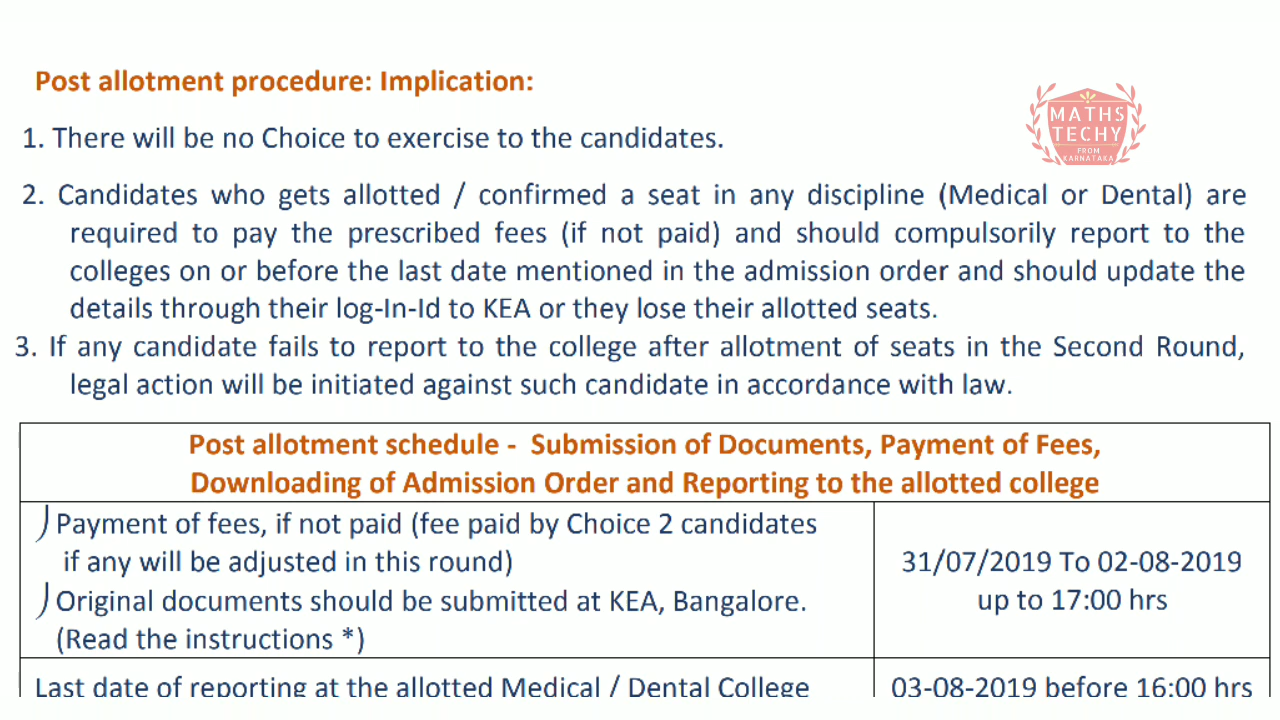 Post allotment procedure: Implication:
MATHS
TECHY
FROM
KARNATAKA
1. There will be no Choice to exercise to the candidates.
2. Candidates who gets allotted / confirmed a seat in any discipline (Medical or Dental) are
required to pay the prescribed fees (if not paid) and should compulsorily report to the
colleges on or before the last date mentioned in the admission order and should update the
details through their log-In-Id to KEA or they lose their allotted seats.
3. If any candidate fails to report to the college after allotment of seats in the Second Round,
legal action will be initiated against such candidate in accordance with law.
Post allotment schedule - Submission of Documents, Payment of Fees,
Downloading of Admission Order and Reporting to the allotted college
Payment of fees, if not paid (fee paid by Choice 2 candidates
if any will be adjusted in this round)
Original documents should be submitted at KEA, Bangalore.
(Read the instructions *)
31/07/2019 To 02-08-2019
up to 17:00 hrs
Last date of reporting at the allotted Medical / Dental College
03-08-2019 before 16:00 hrs